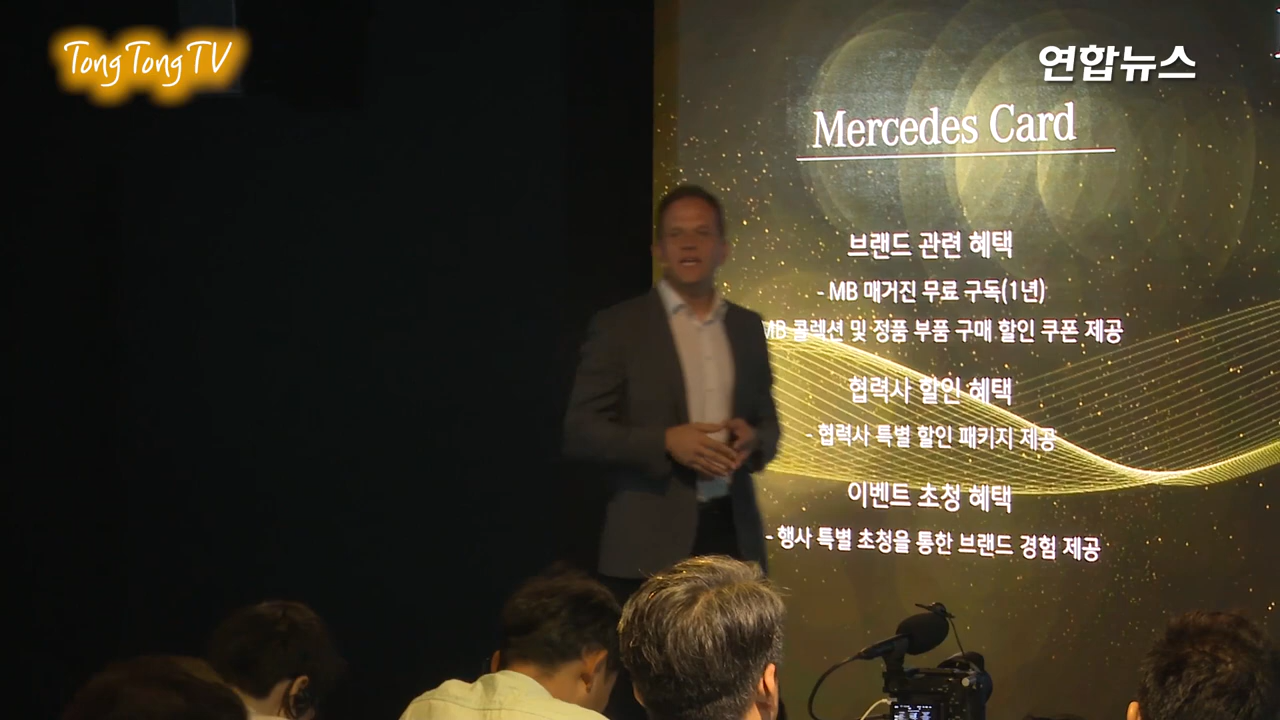 TongTongTV
연합뉴스
Mercedes Card
브랜드 관련 혜택
- MB 매거진 무료 구독(1년)
MB 콜렉션 및 정품 부품 구매 할인 쿠폰 제공
협력사 할인 혜택
- 협력사 특별 할인 패키지 제공
이벤트 초청 혜택
- 행사 특별 초청을 통한 브랜드 경험 제공